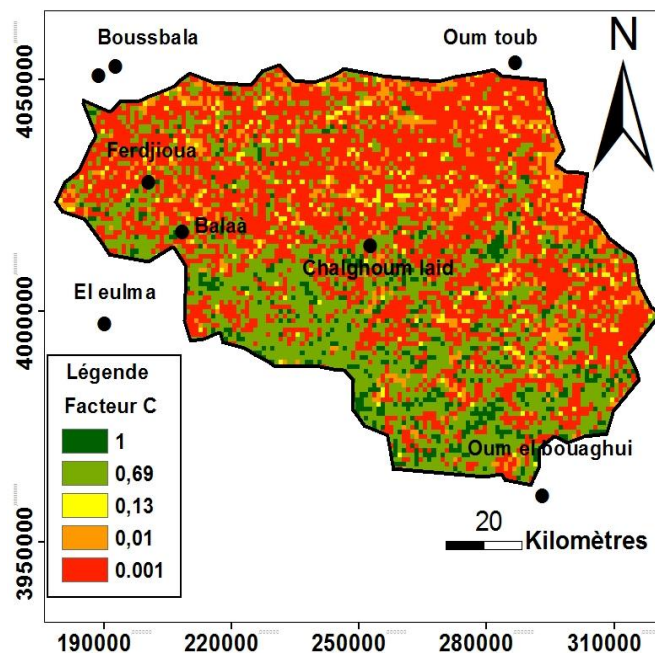 Boussbala
Oum toub
N
4050000
Ferdjioua
Balaà
Chalghoum laid
El eulma
4000000
Légende
Facteur C
1
0,69
0,13
0,01
0.001
Oum el bouaghui
20
Kilomètres
3950000
190000 220000 250000 280000 310000